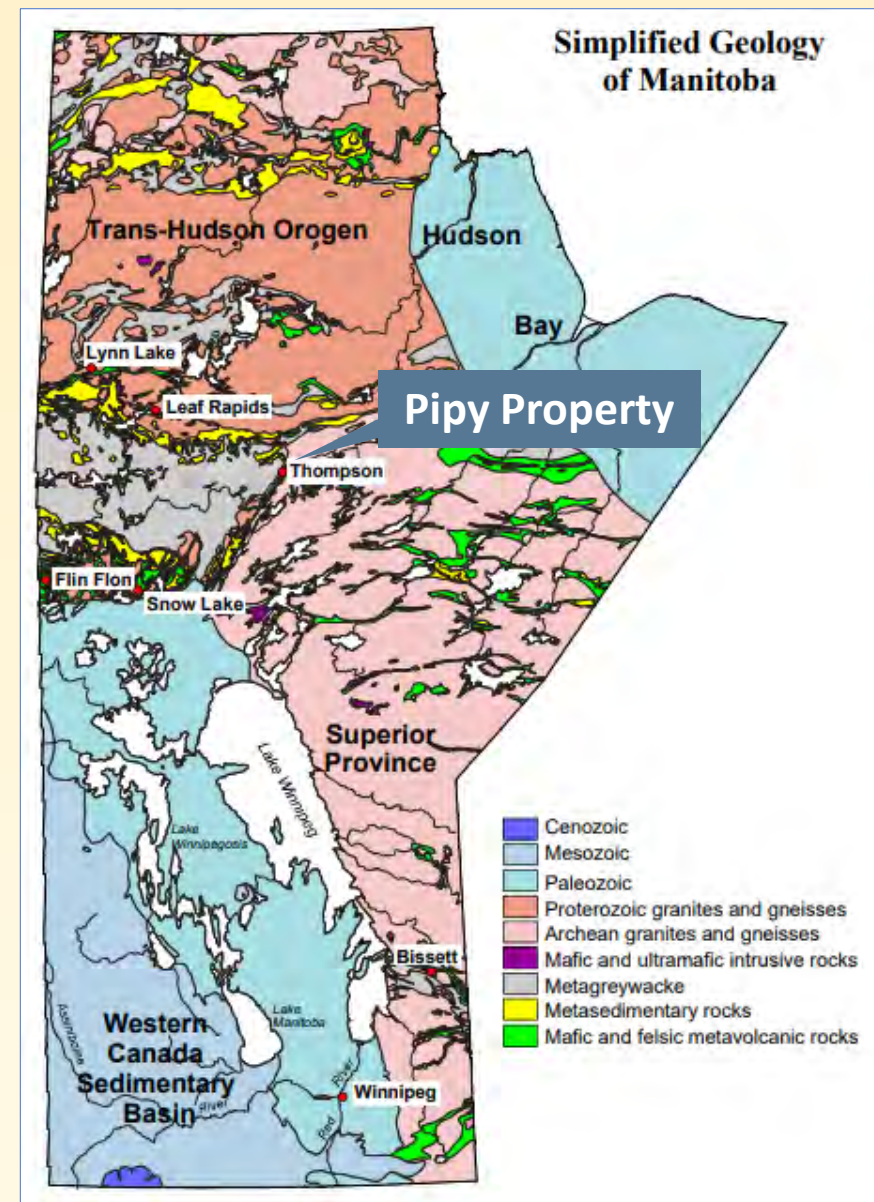 Simplified Geology
of Manitoba
Trans-Hudson Orogen
Hudson
Bay
Lynn Lake
Leaf Rapids
Pipy Property
Thompson
Flin Flon
Snow Lake
Superior
Province
Lake Winnipeg
Lake
Winnipegosis
Cenozoic
Mesozoic
Paleozoic
Proterozoic granites and gneisses
Archean granites and gneisses
Mafic and ultramafic intrusive rocks
Metagreywacke
Metasedimentary rocks
Mafic and felsic metavolcanic rocks
Bissett
Lake
Manitoba
Western
Canada
Sedimentary
Basin
Assiniboine
River
Red
River
Winnipeg